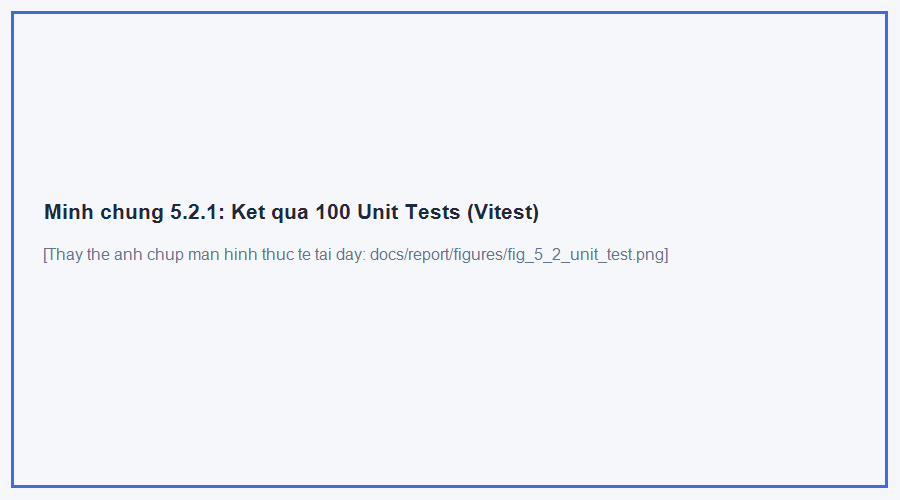 Minh chung 5.2.1: Ket qua 100 Unit Tests (Vitest)
[Thay the anh chup man hinh thuc te tai day: docs/report/figures/fig_5_2_unit_test.png]